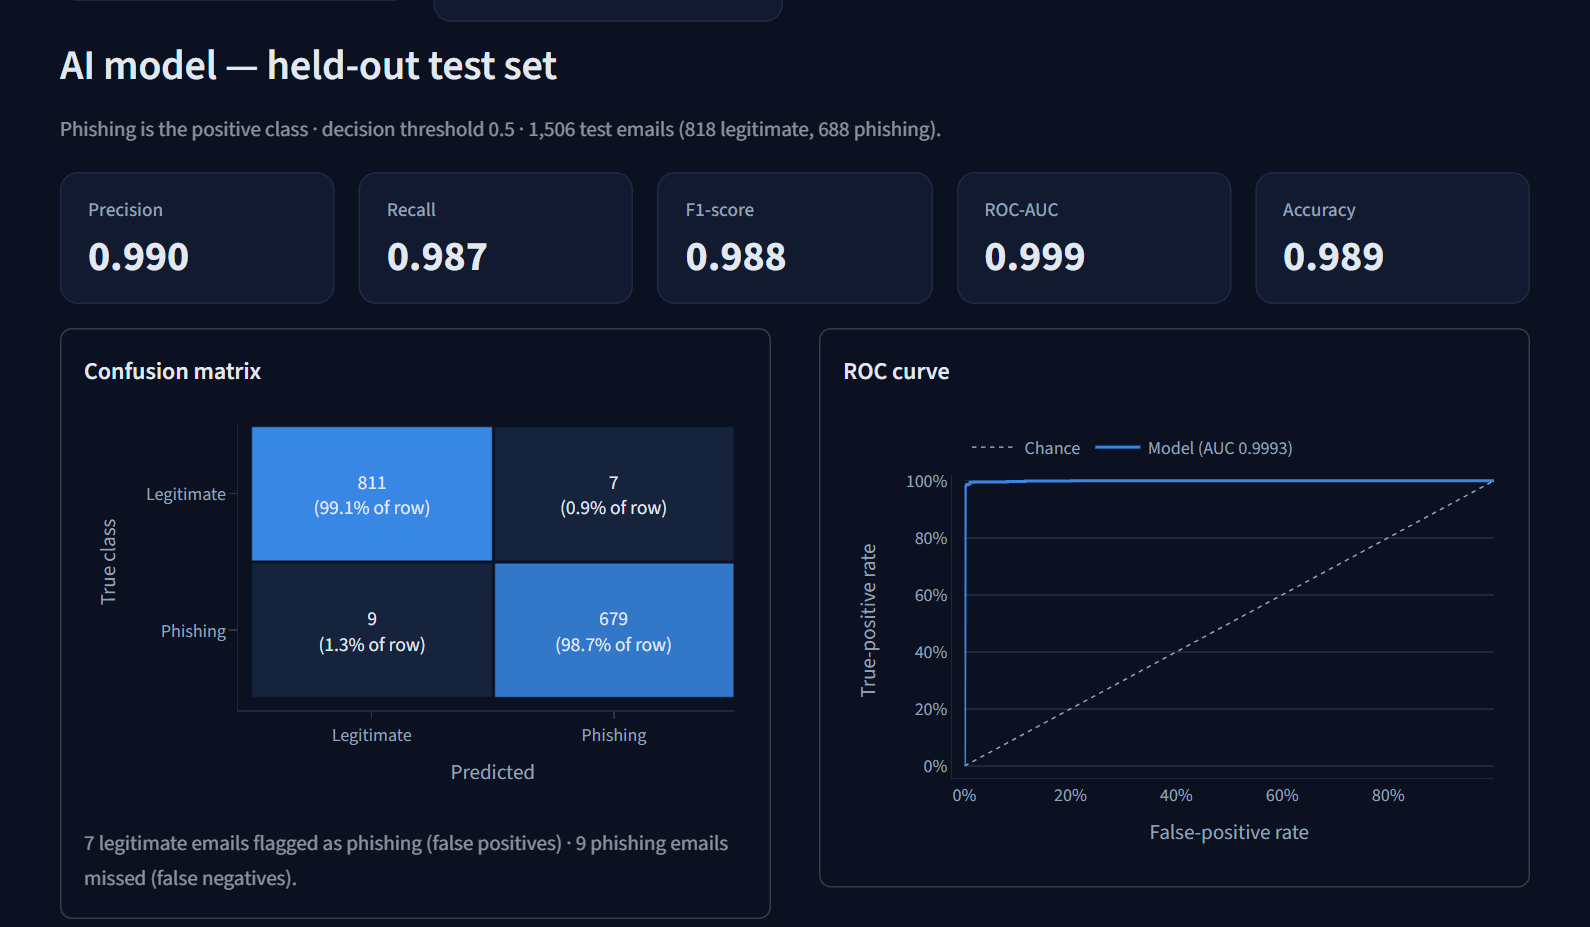 AI model — held-out test set
Phishing is the positive class · decision threshold 0.5 · 1,506 test emails (818 legitimate, 688 phishing).
Precision
0.990
Recall
0.987
F1-score
0.988
ROC-AUC
0.999
Accuracy
0.989
Confusion matrix
True class
Legitimate
811
(99.1% of row)
7
(0.9% of row)
Phishing
9
(1.3% of row)
679
(98.7% of row)
Legitimate
Phishing
Predicted
7 legitimate emails flagged as phishing (false positives) · 9 phishing emails
missed (false negatives).
ROC curve
Chance
Model (AUC 0.9993)
True-positive rate
100%
80%
60%
40%
20%
0%
0%
20%
40%
60%
80%
False-positive rate